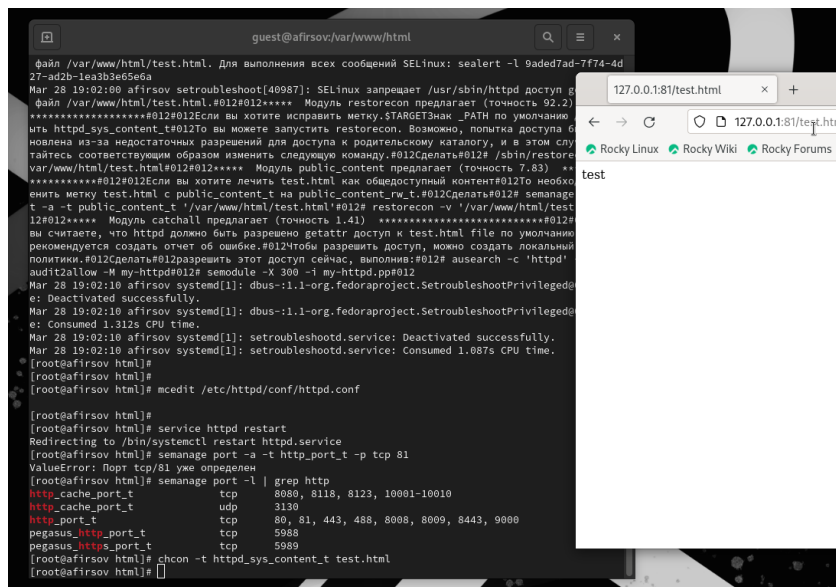 guest@afirsov:/var/www/html
файл /var/www/html/test.html. Для выполнения всех сообщений SELinux: sealert -l 9aded7ad-7f74-4d
27-ad2b-1ea3b3e65e6a
Mar 28 19:02:00 afirsov setroubleshoot[40987]: SELinux запрещает /usr/sbin/httpd доступ g
файл /var/www/html/test.html.#012#012***** Модуль restorecon предлагает (точность 92.2)
*******************#012#012Если вы хотите исправить метку.$TARGETЗнак _PATH по умолчанию
ыть httpd_sys_content_t#012То вы можете запустить restorecon. Возможно, попытка доступа б
новлена из-за недостаточных разрешений для доступа к родительскому каталогу, и в этом слу
тайтесь соответствующим образом изменить следующую команду.#012Сделать#012# /sbin/restore
var/www/html/test.html#012#012***** Модуль public_content предлагает (точность 7.83) **
***********#012#012Если вы хотите лечить test.html как общедоступный контент#012То необхо
енить метку test.html с public_content_t на public_content_rw_t.#012Сделать#012# semanage
t -a -t public_content_t '/var/www/html/test.html'#012# restorecon -v '/var/www/html/test
12#012***** Модуль catchall предлагает (точность 1.41) **************************#012#
вы считаете, что httpd должно быть разрешено getattr доступ к test.html file по умолчанию
рекомендуется создать отчет об ошибке.#012Чтобы разрешить доступ, можно создать локальный
политики.#012Сделать#012разрешить этот доступ сейчас, выполнив:#012# ausearch -c 'httpd'
audit2allow -M my-httpd#012# semodule -X 300 -i my-httpd.pp#012
Mar 28 19:02:10 afirsov systemd[1]: dbus-:1.1-org.fedoraproject.SetroubleshootPrivileged@
e: Deactivated successfully.
Mar 28 19:02:10 afirsov systemd[1]: dbus-:1.1-org.fedoraproject.SetroubleshootPrivileged@
e: Consumed 1.312s CPU time.
Mar 28 19:02:10 afirsov systemd[1]: setroubleshootd.service: Deactivated successfully.
Mar 28 19:02:10 afirsov systemd[1]: setroubleshootd.service: Consumed 1.087s CPU time.
[root@afirsov html]#
[root@afirsov html]#
[root@afirsov html]# mcedit /etc/httpd/conf/httpd.conf
[root@afirsov html]#
[root@afirsov html]# service httpd restart
Redirecting to /bin/systemctl restart httpd.service
[root@afirsov html]# semanage port -a -t http_port_t -p tcp 81
ValueError: Порт tcp/81 уже определен
[root@afirsov html]# semanage port -l | grep http
http_cache_port_t tcp 8080, 8118, 8123, 10001-10010
http_cache_port_t udp 3130
http_port_t tcp 80, 81, 443, 488, 8008, 8009, 8443, 9000
pegasus_http_port_t tcp 5988
pegasus_https_port_t tcp 5989
[root@afirsov html]# chcon -t httpd_sys_content_t test.html
[root@afirsov html]#
127.0.0.1:81/test.html
127.0.0.1:81/test.htm
Rocky Linux Rocky Wiki Rocky Forums
test